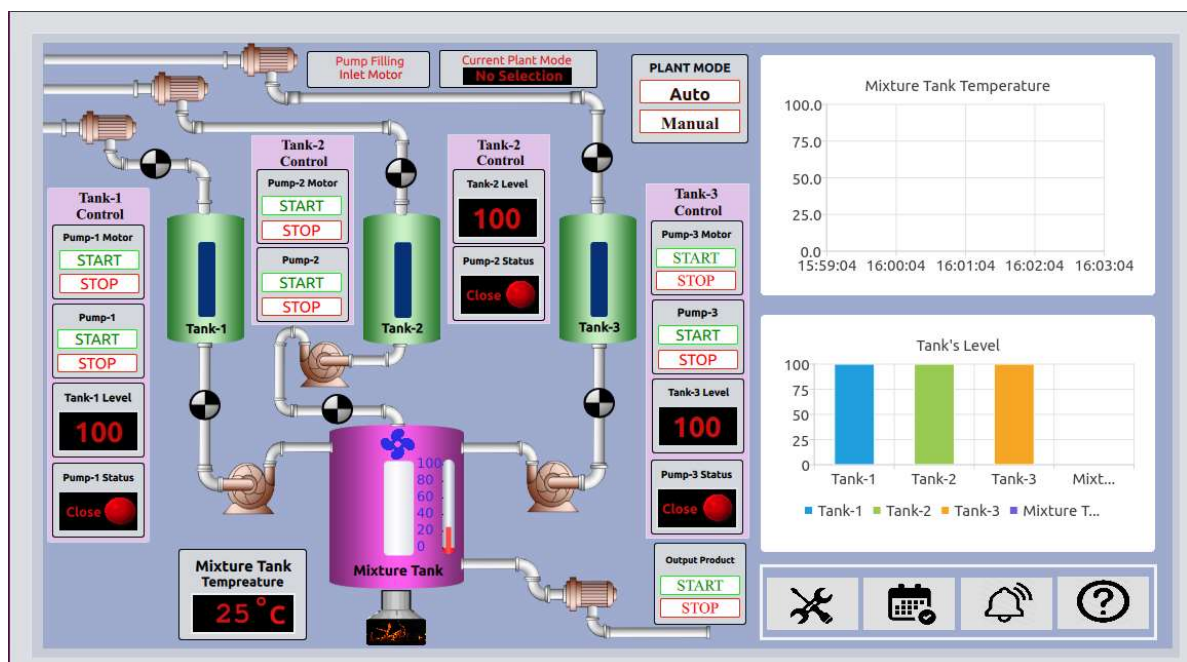 Pump Filling
Inlet Motor
Current Plant Mode
No Selection
PLANT MODE
Auto
Manual
Tank-1
Control
Pump-1 Motor
START
STOP
Pump-1
START
STOP
Tank-1 Level
100
Pump-1 Status
Close
Tank-2
Control
Pump-2 Motor
START
STOP
Pump-2
START
STOP
Tank-2
Control
Tank-2 Level
100
Pump-2 Status
Close
Tank-3
Control
Pump-3 Motor
START
STOP
Pump-3
START
STOP
Tank-3 Level
100
Pump-3 Status
Close
Tank-1
Tank-2
Tank-3
100
80
60
40
20
0
Mixture Tank
Mixture Tank
Tempreature
25°C
Output Product
START
STOP
Mixture Tank Temperature
100.0
75.0
50.0
25.0
0.0
15:59:04 16:00:04 16:01:04 16:02:04 16:03:04
Tank's Level
100
75
50
25
0
Tank-1 Tank-2 Tank-3 Mixt...
Tank-1 Tank-2 Tank-3 Mixture T...
?